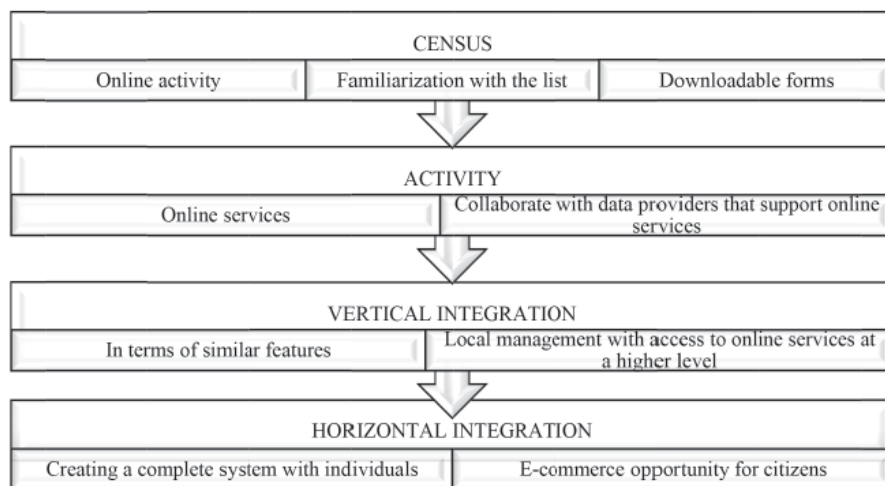 CENSUS
Online activity
Familiarization with the list
Downloadable forms
ACTIVITY
Online services
Collaborate with data providers that support online
services
VERTICAL INTEGRATION
In terms of similar features
Local management with access to online services at
a higher level
HORIZONTAL INTEGRATION
Creating a complete system with individuals
E-commerce opportunity for citizens